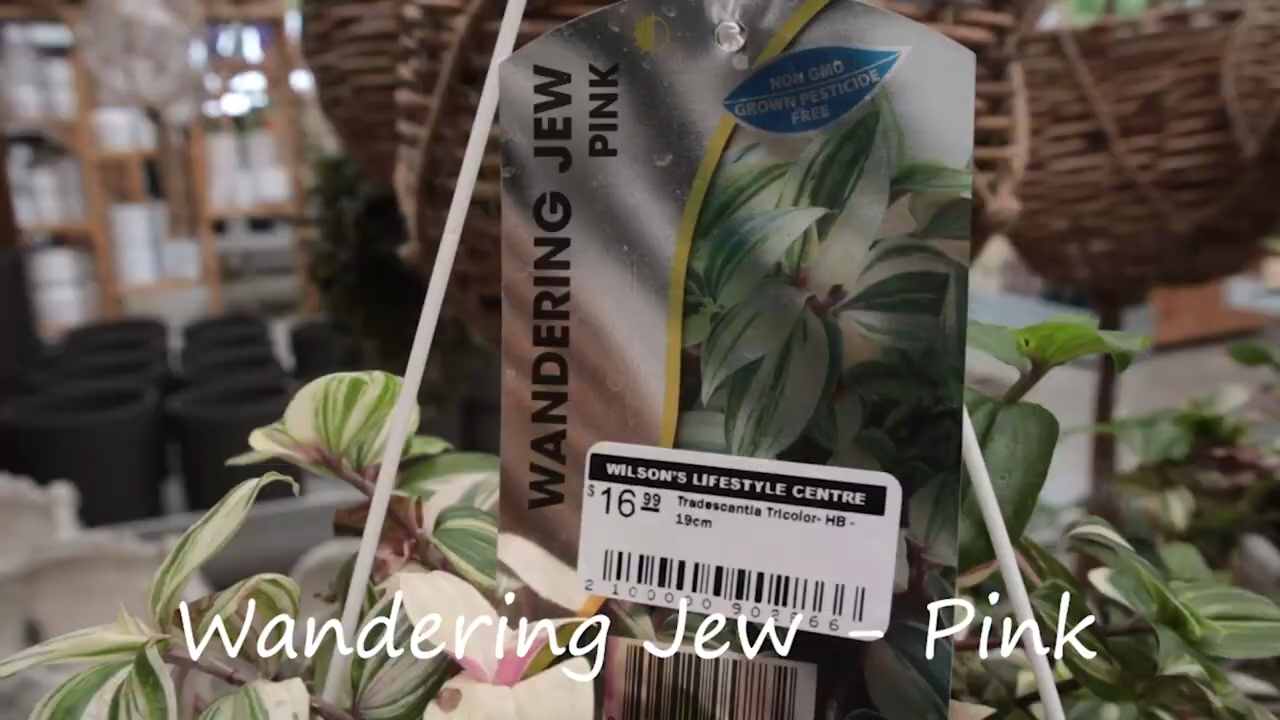 WANDERING JEW
PINK
NON GMO
GROWN PESTICIDE
FREE
WILSON'S LIFESTYLE CENTRE
$16.99 Tradescantia Tricolor- HB -
19cm
Wandering Jew - Pink